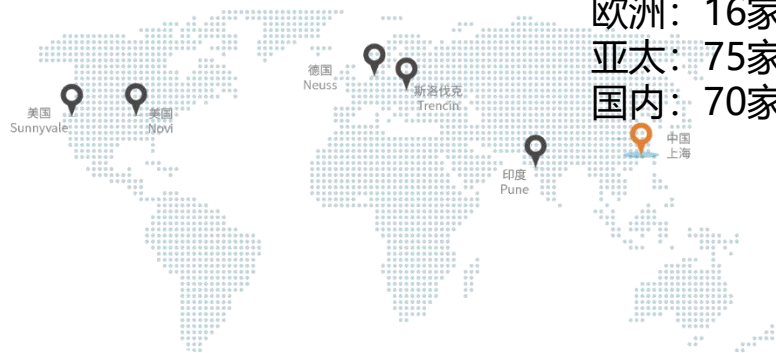 欧洲：16家
亚太：75家
国内：70家
德国
Neuss
斯洛伐克
Trencin
美国
Sunnyvale
美国
Novi
中国
上海
印度
Pune